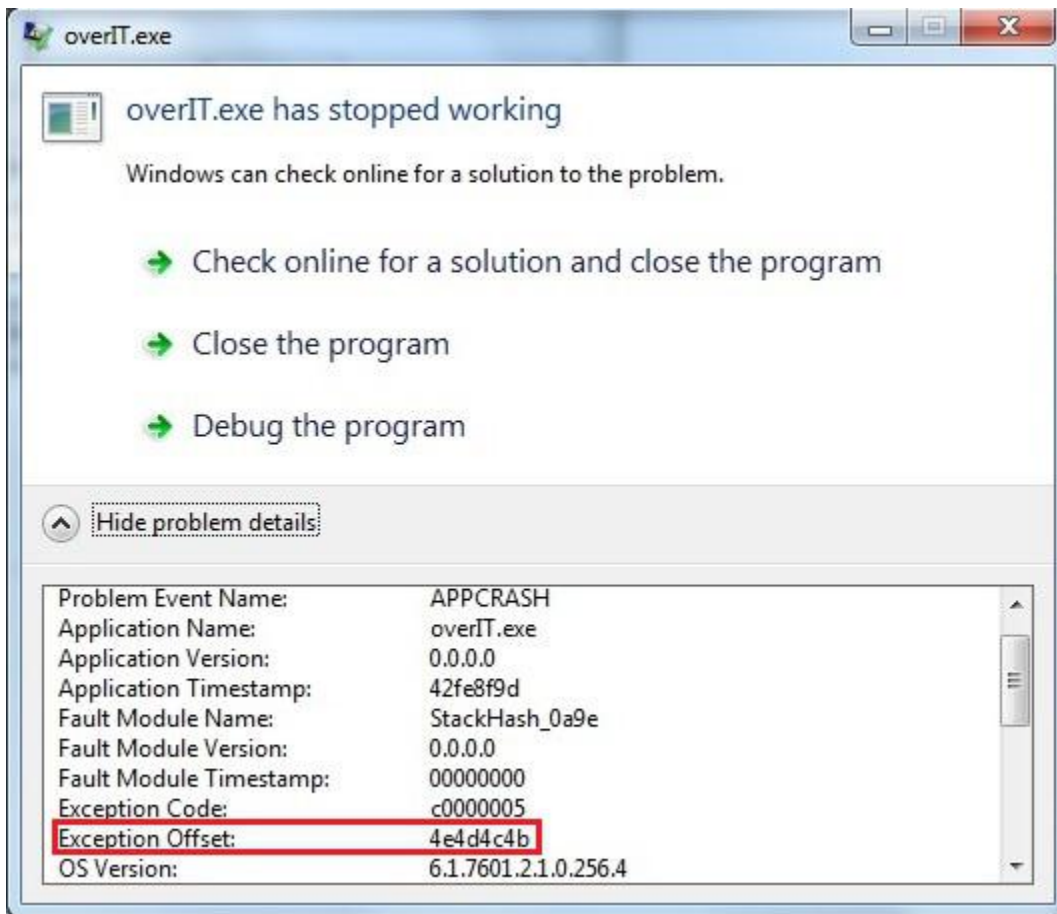 overIT.exe
overIT.exe has stopped working
Windows can check online for a solution to the problem.
Check online for a solution and close the program
Close the program
Debug the program
Hide problem details
Problem Event Name: APPCRASH
Application Name: overIT.exe
Application Version: 0.0.0.0
Application Timestamp: 42fe8f9d
Fault Module Name: StackHash_0a9e
Fault Module Version: 0.0.0.0
Fault Module Timestamp: 00000000
Exception Code: c0000005
Exception Offset: 4e4d4c4b
OS Version: 6.1.7601.2.1.0.256.4